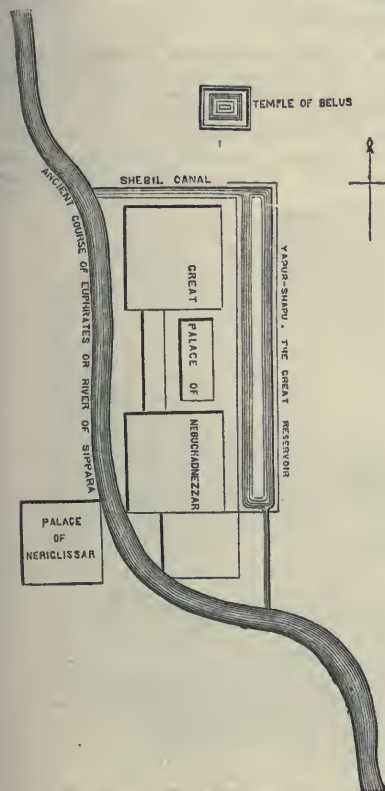 TEMPLE OF BELUS
SHEBIL CANAL
ANCIENT COURSE OF EUPHRATES OR RIVER OF SIPPARA
GREAT
PALACE OF
NEBUCKADNEZZAR
YAPUR-SHAPU, THE GREAT RESERVOIR
PALACE
OF
NERIGLISSAR